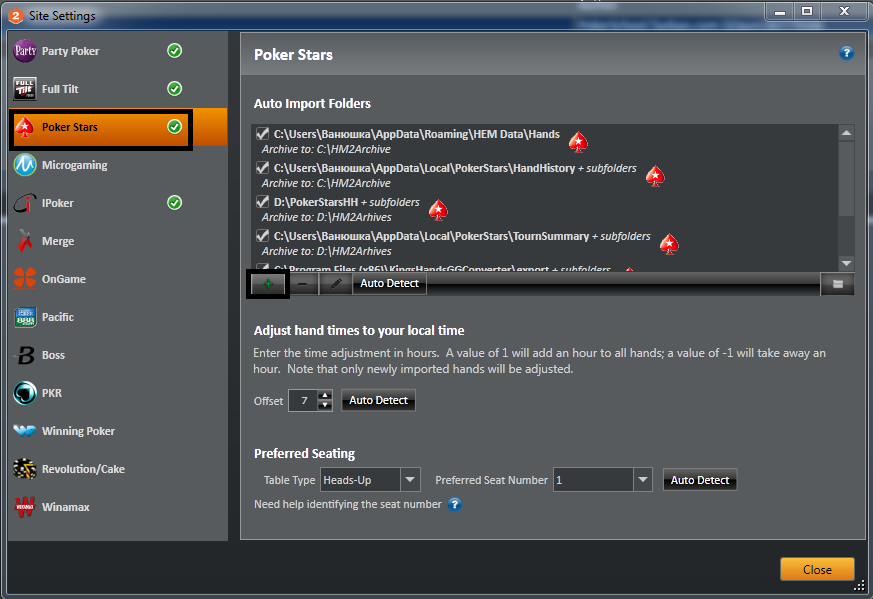 Site Settings
Party Poker
Full Tilt
Poker Stars
Microgaming
IPoker
Merge
OnGame
Pacific
Boss
PKR
Winning Poker
Revolution/Cake
Winamax
Poker Stars
Auto Import Folders
C:\Users\Ванюшка\AppData\Roaming\HEM Data\Hands
Archive to: C:\HM2Archive
C:\Users\Ванюшка\AppData\Local\PokerStars\HandHistory + subfolders
Archive to: C:\HM2Archive
D:\PokerStarsHH + subfolders
Archive to: D:\HM2Arhives
C:\Users\Ванюшка\AppData\Local\PokerStars\TournSummary + subfolders
Archive to: D:\HM2Arhives
C:\Program Files (x86)\KingsHandsGGConverter\export + subfolders
Auto Detect
Adjust hand times to your local time
Enter the time adjustment in hours. A value of 1 will add an hour to all hands; a value of -1 will take away an
hour. Note that only newly imported hands will be adjusted.
Offset 7 Auto Detect
Preferred Seating
Table Type Heads-Up Preferred Seat Number 1 Auto Detect
Need help identifying the seat number
Close